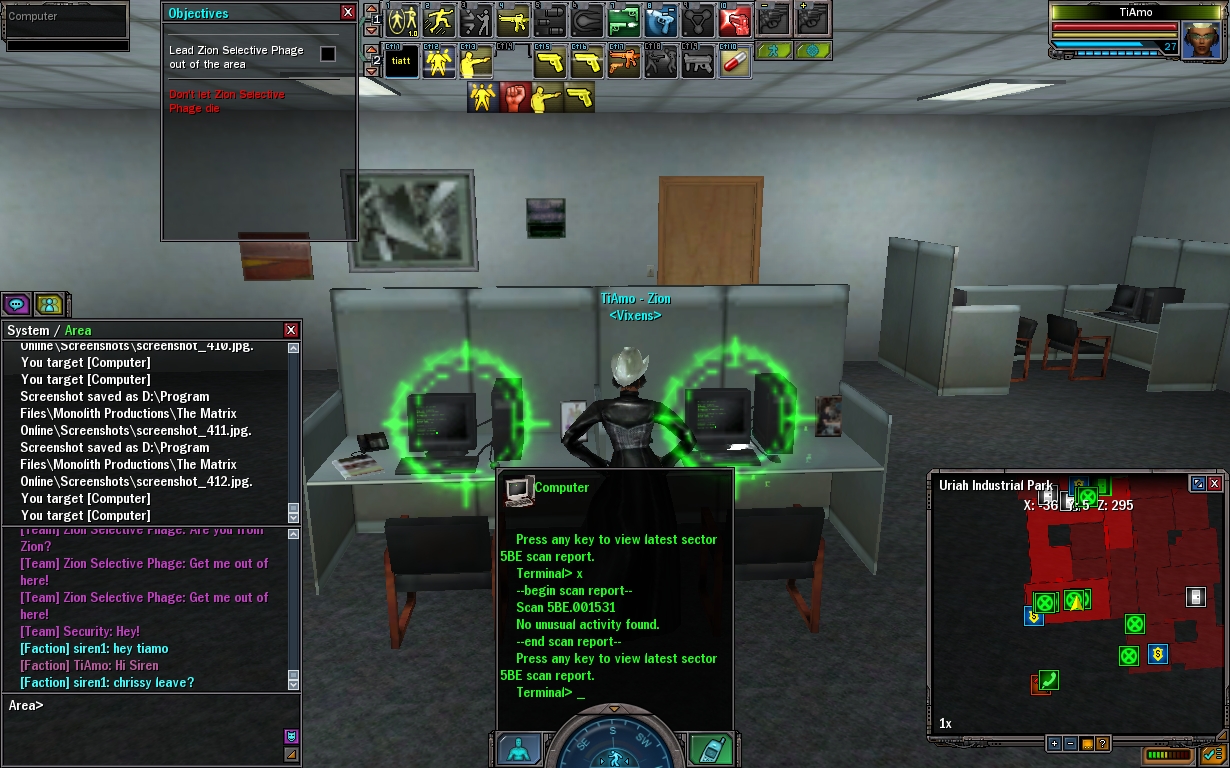 Computer
Objectives
Lead Zion Selective Phage
out of the area
Don't let Zion Selective
Phage die
1
2
1.0
tiatt
TiAmo
27
TiAmo - Zion
<Vixens>
System / Area
Online\Screenshots\screenshot_410.jpg.
You target [Computer]
You target [Computer]
Screenshot saved as D:\Program
Files\Monolith Productions\The Matrix
Online\Screenshots\screenshot_411.jpg.
Screenshot saved as D:\Program
Files\Monolith Productions\The Matrix
Online\Screenshots\screenshot_412.jpg.
You target [Computer]
You target [Computer]
[Team] Zion Selective Phage: Are you from
Zion?
[Team] Zion Selective Phage: Get me out of
here!
[Team] Zion Selective Phage: Get me out of
here!
[Team] Security: Hey!
[Faction] siren1: hey tiamo
[Faction] TiAmo: Hi Siren
[Faction] siren1: chrissy leave?
Area>
Computer
Press any key to view latest sector
5BE scan report.
Terminal> x
--begin scan report--
Scan 5BE.001531
No unusual activity found.
--end scan report--
Press any key to view latest sector
5BE scan report.
Terminal> _
SE S SW
Uriah Industrial Park
Z: 295
1x